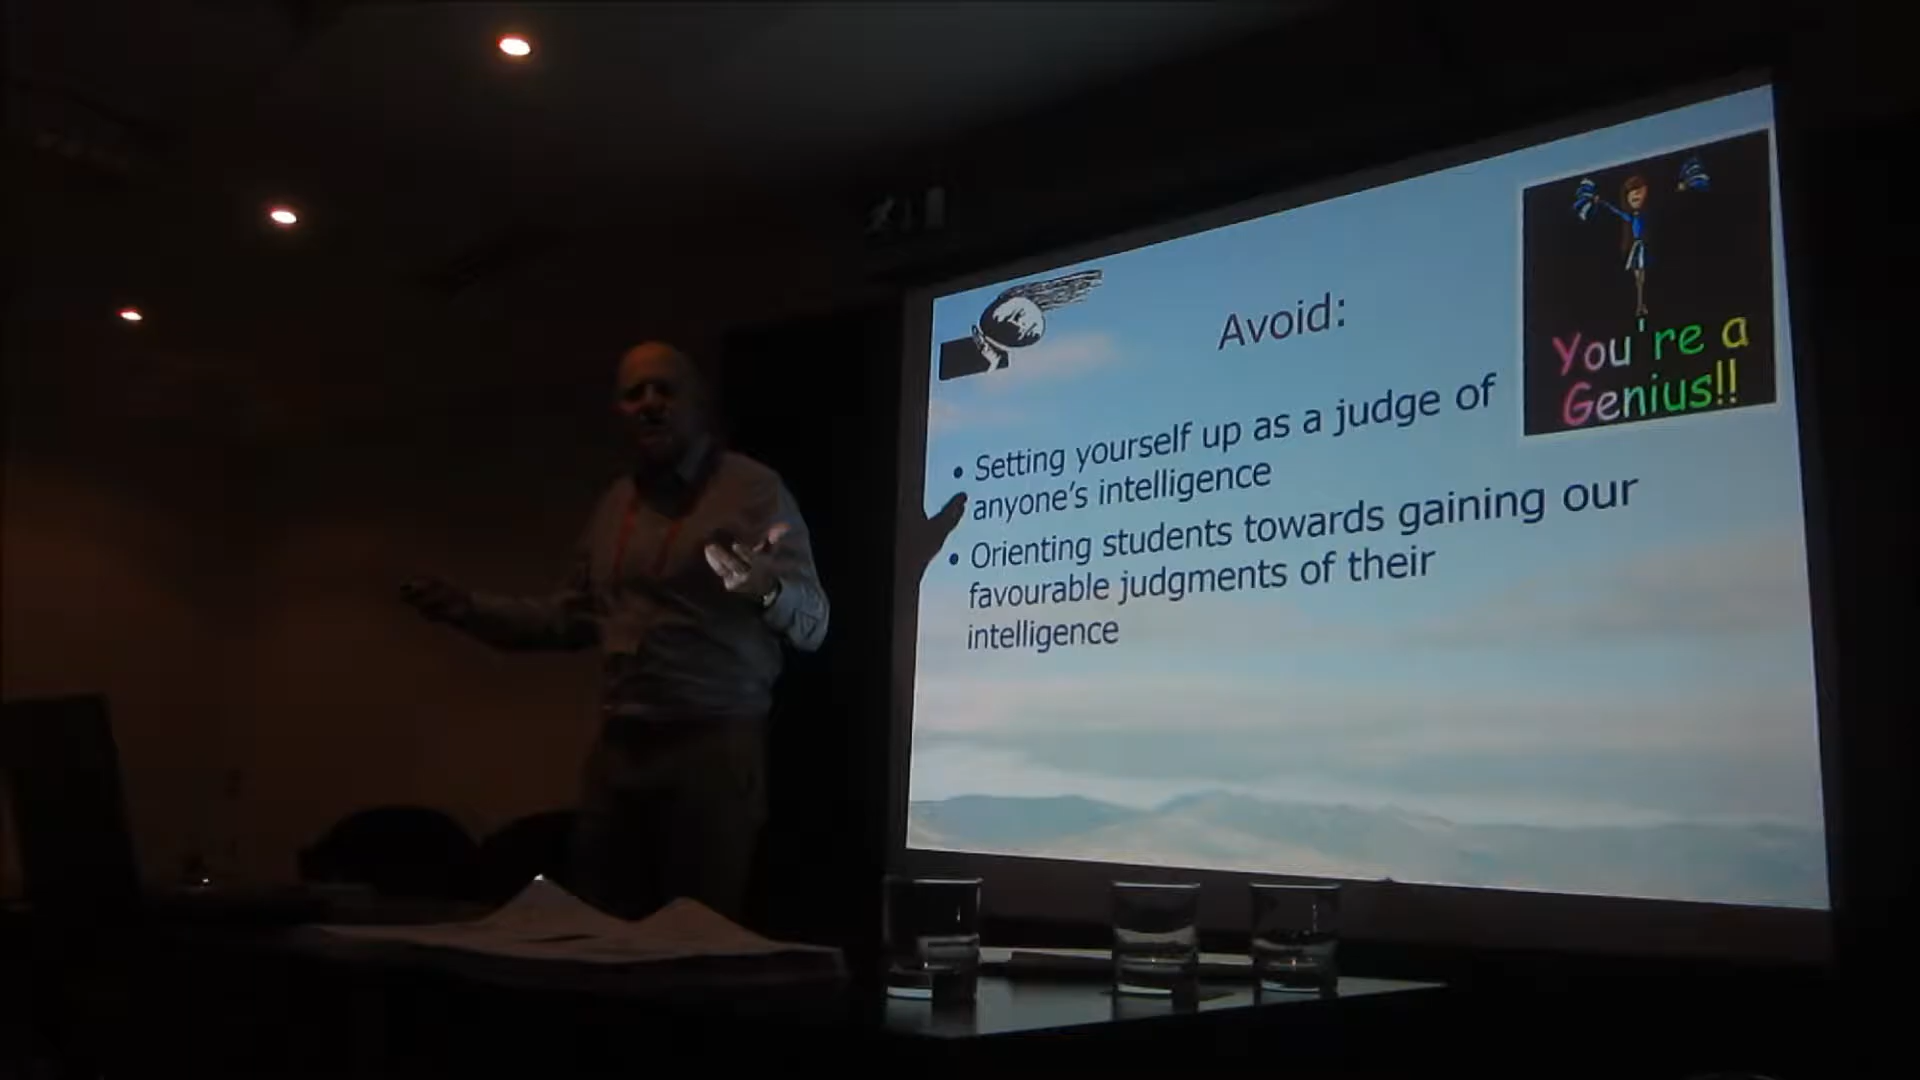 Avoid:
You're a
Genius!!
• Setting yourself up as a judge of
anyone's intelligence
• Orienting students towards gaining our
favourable judgments of their
intelligence